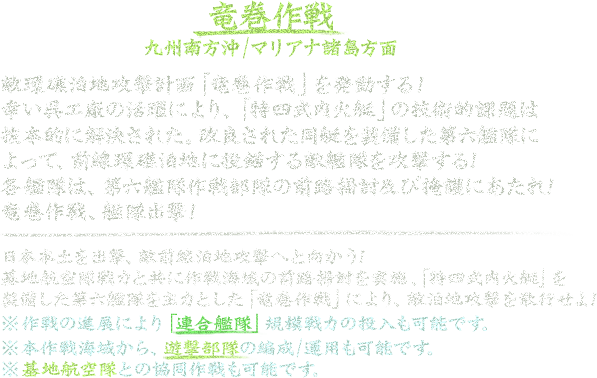 竜巻作戦
九州南方沖/マリアナ諸島方面
敵環礁泊地攻撃計画「竜巻作戦」を発動する!
幸い呉工廠の活躍により、「特四式内火艇」の技術的課題は
抜本的に解決された。改良された同艇を装備した第六艦隊に
よって、前線環礁泊地に投錨する敵艦隊を攻撃する!
各艦隊は、第六艦隊作戦部隊の前路掃討及び掩護にあたれ!
竜巻作戦、艦隊出撃!
日本本土を出撃、敵前線泊地攻撃へと向かう!
基地航空隊戦力と共に作戦海域の前路掃討を実施、「特四式内火艇」を
装備した第六艦隊を主力とした「竜巻作戦」により、敵泊地攻撃を敢行せよ!
※作戦の進展により「連合艦隊」規模戦力の投入も可能です。
※本作戦海域から、遊撃部隊の編成/運用も可能です。
※基地航空隊との協同作戦も可能です。